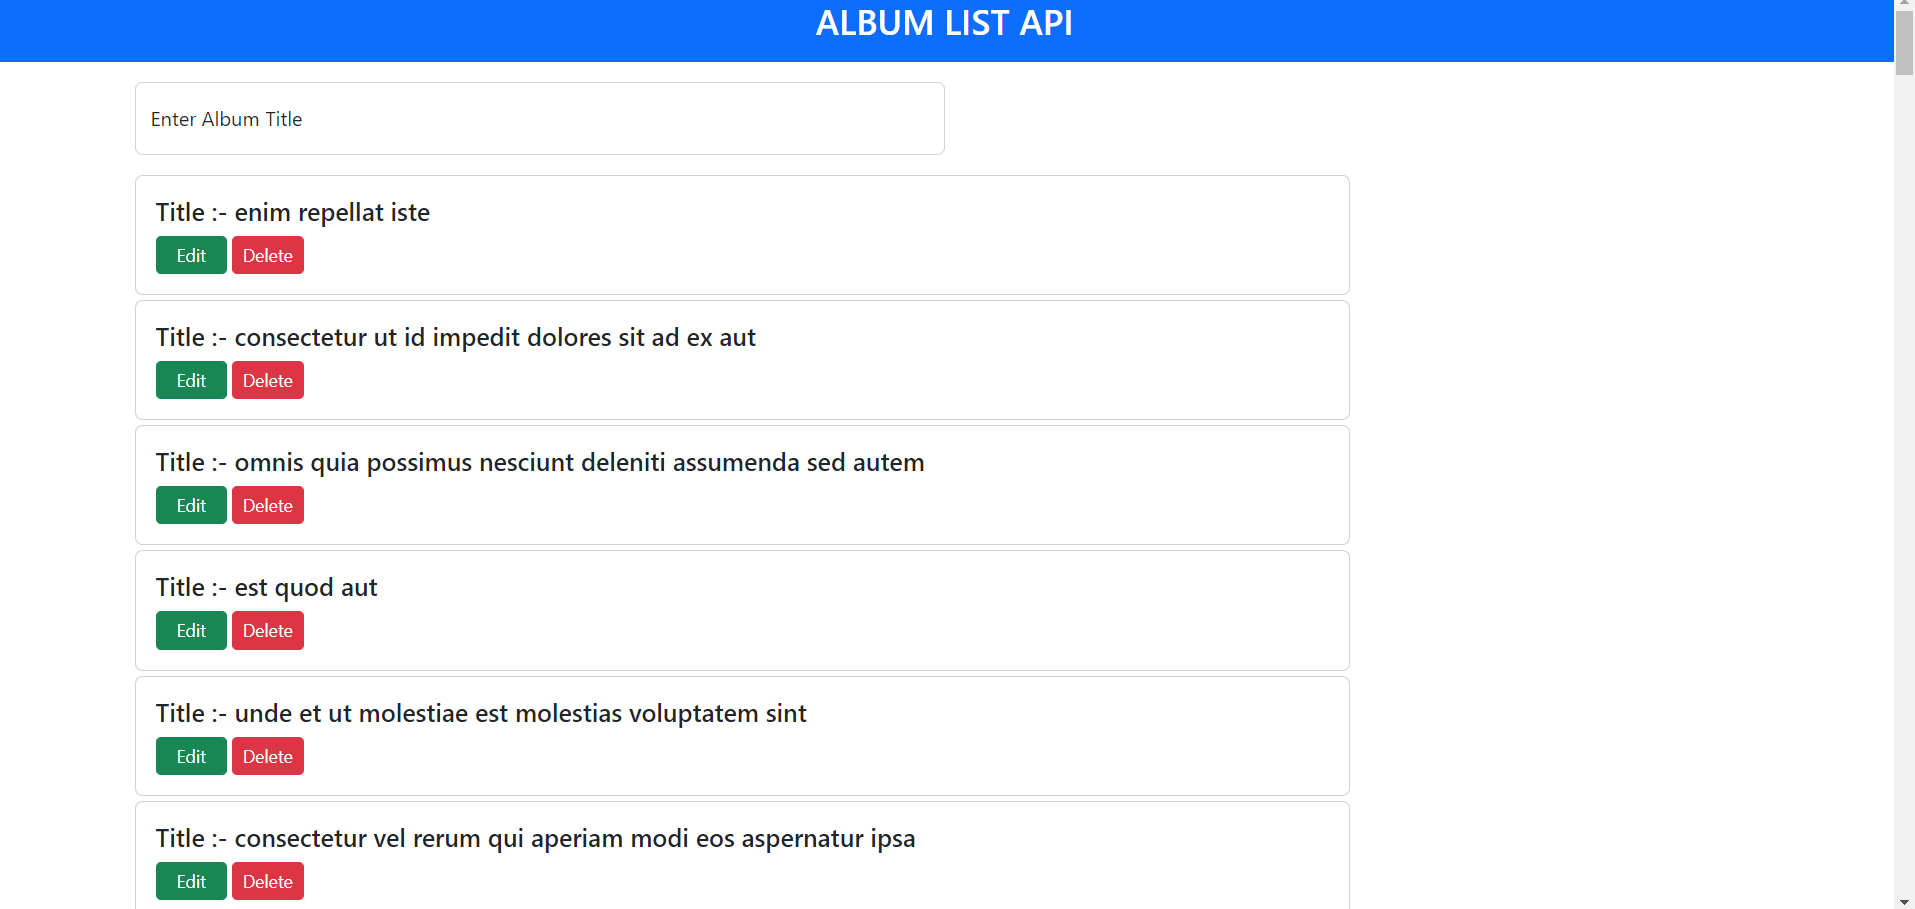 ALBUM LIST API
Enter Album Title
Title :- enim repellat iste
Edit Delete
Title :- consectetur ut id impedit dolores sit ad ex aut
Edit Delete
Title :- omnis quia possimus nesciunt deleniti assumenda sed autem
Edit Delete
Title :- est quod aut
Edit Delete
Title :- unde et ut molestiae est molestias voluptatem sint
Edit Delete
Title :- consectetur vel rerum qui aperiam modi eos aspernatur ipsa
Edit Delete